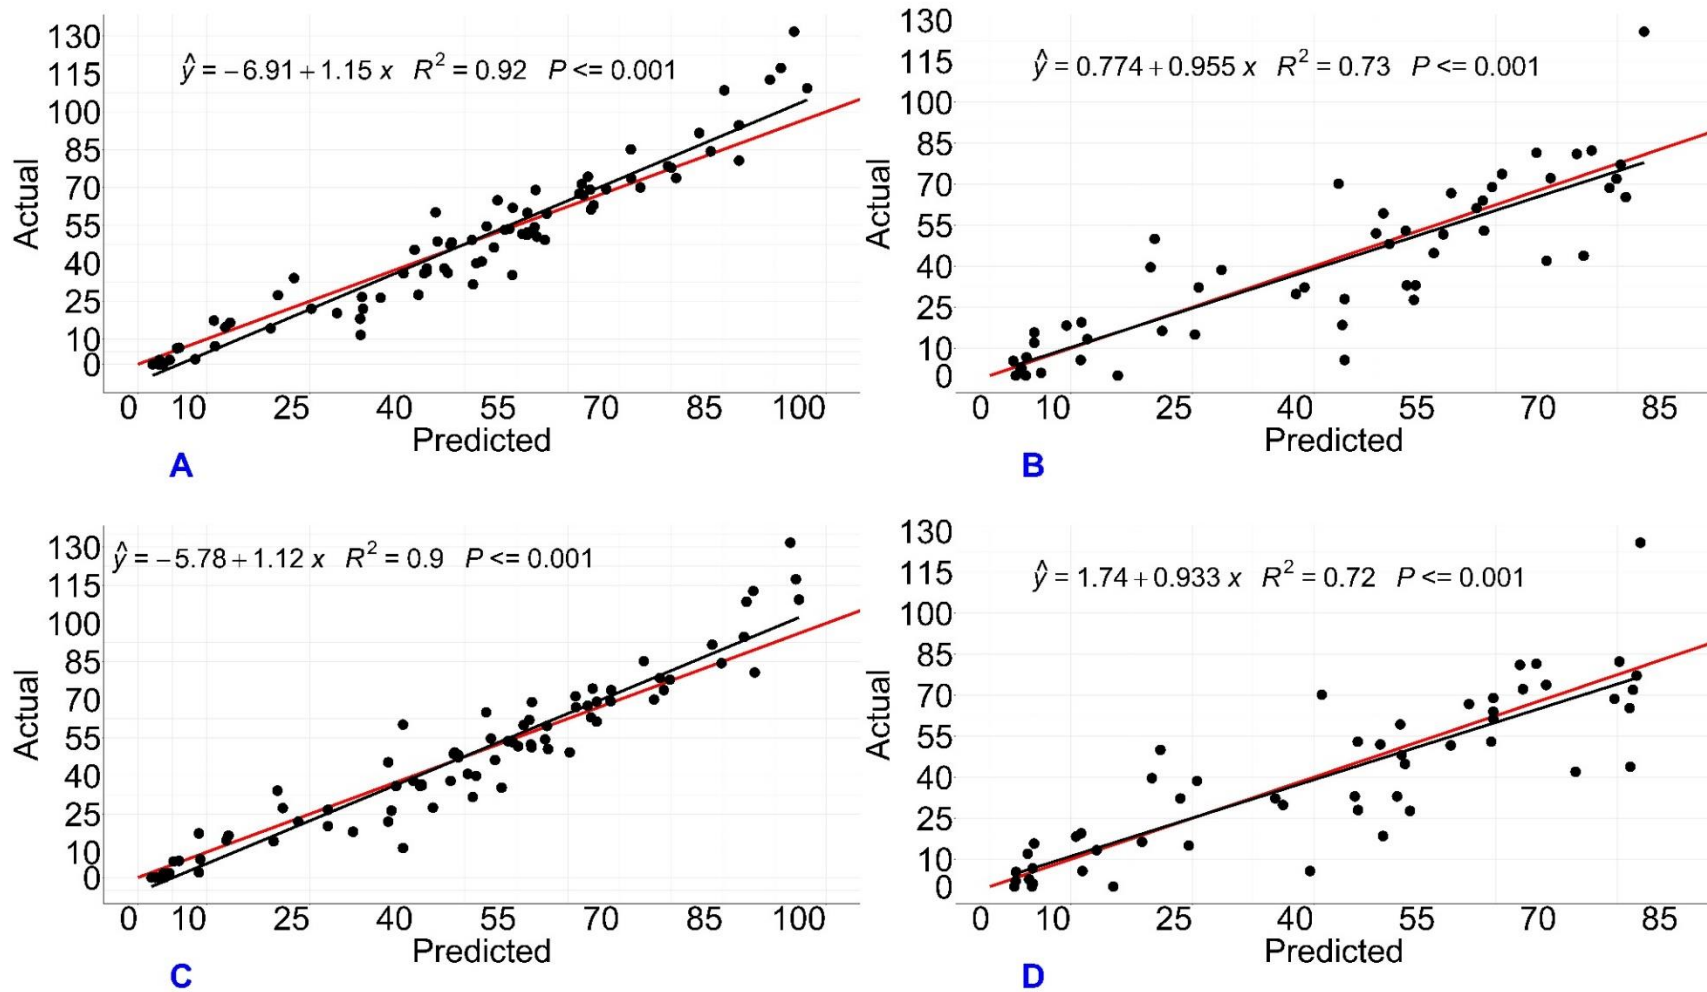 130
115
100
85
70
55
40
25
10
0
Actual
ŷ = −6.91 + 1.15 x R² = 0.92 P <= 0.001
0 10 25 40 55 70 85 100
Predicted
A
130
115
100
85
70
55
40
25
10
0
Actual
ŷ = 0.774 + 0.955 x R² = 0.73 P <= 0.001
0 10 25 40 55 70 85
Predicted
B
130
115
100
85
70
55
40
25
10
0
Actual
ŷ = −5.78 + 1.12 x R² = 0.9 P <= 0.001
0 10 25 40 55 70 85 100
Predicted
C
130
115
100
85
70
55
40
25
10
0
Actual
ŷ = 1.74 + 0.933 x R² = 0.72 P <= 0.001
0 10 25 40 55 70 85
Predicted
D